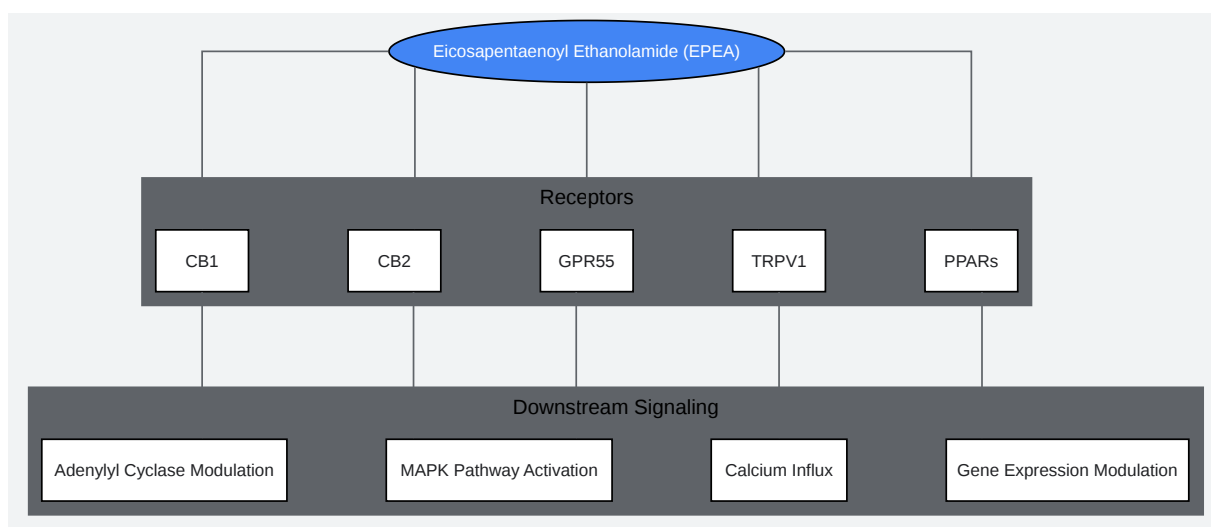 Eicosapentaenoyl Ethanolamide (EPEA)
Receptors
CB1
CB2
GPR55
TRPV1
PPARs
Downstream Signaling
Adenylyl Cyclase Modulation
MAPK Pathway Activation
Calcium Influx
Gene Expression Modulation